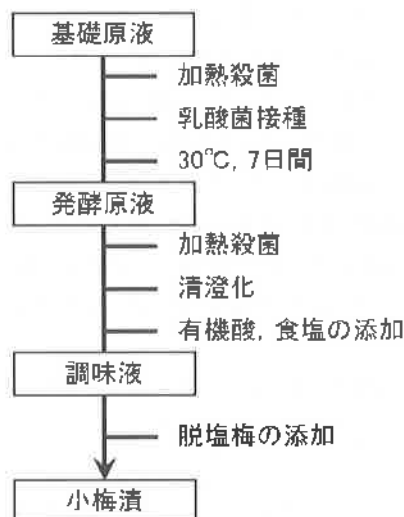 基礎原液
加熱殺菌
乳酸菌接種
30℃, 7日間
発酵原液
加熱殺菌
清澄化
有機酸, 食塩の添加
調味液
脱塩梅の添加
小梅漬